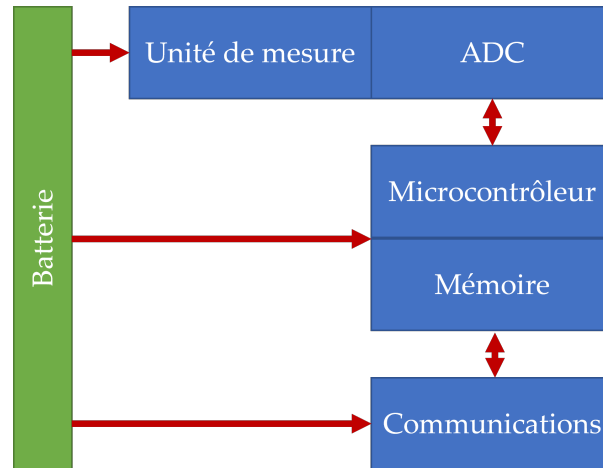 Unité de mesure
ADC
Batterie
Microcontrôleur
Mémoire
Communications